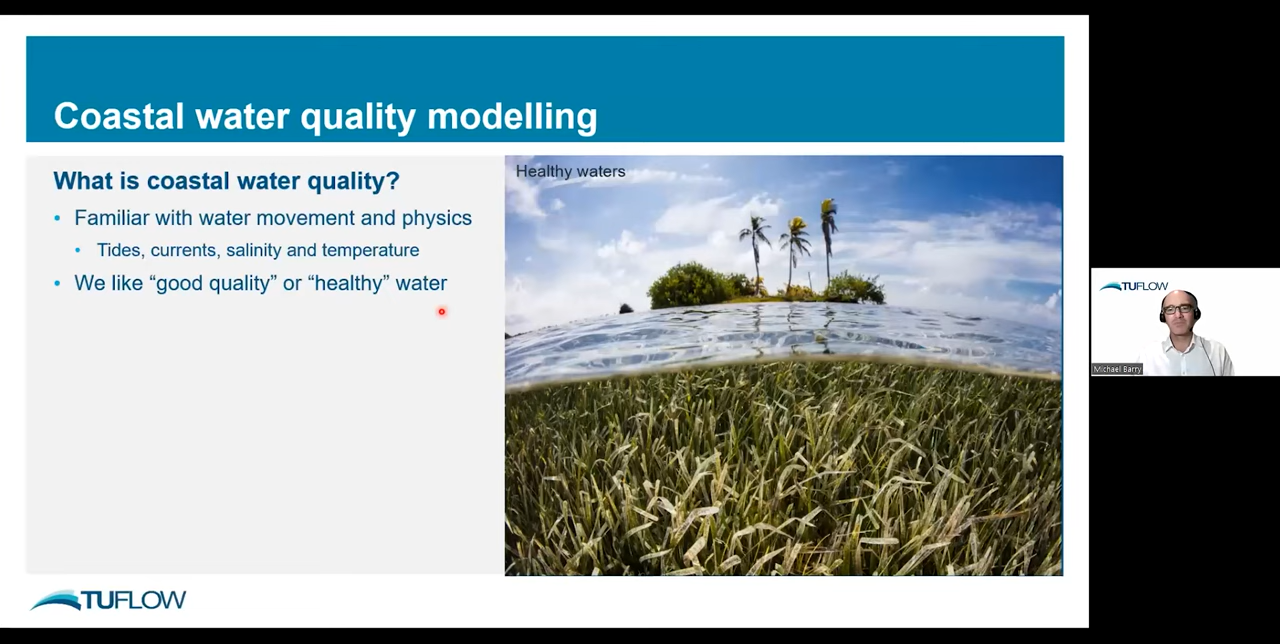 Coastal water quality modelling
What is coastal water quality?
• Familiar with water movement and physics
• Tides, currents, salinity and temperature
• We like “good quality” or “healthy” water
Healthy waters
TUFLOW
TUFLOW
Michael Barry